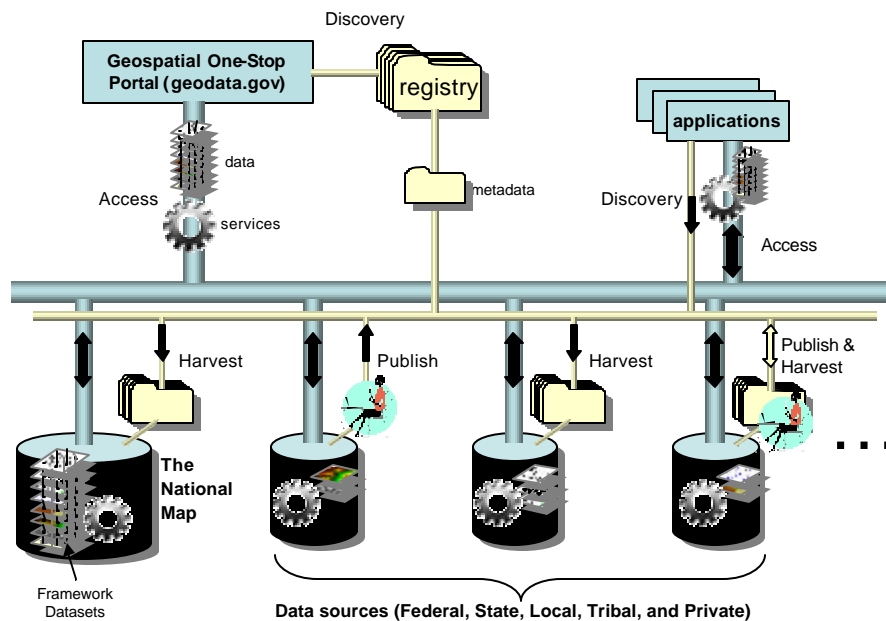 Discovery
Geospatial One-Stop
Portal (geodata.gov)
registry
applications
data
Access
services
metadata
Discovery
Access
Harvest
Publish
Harvest
Publish &
Harvest
The
National
Map
. . .
Framework
Datasets
Data sources (Federal, State, Local, Tribal, and Private)